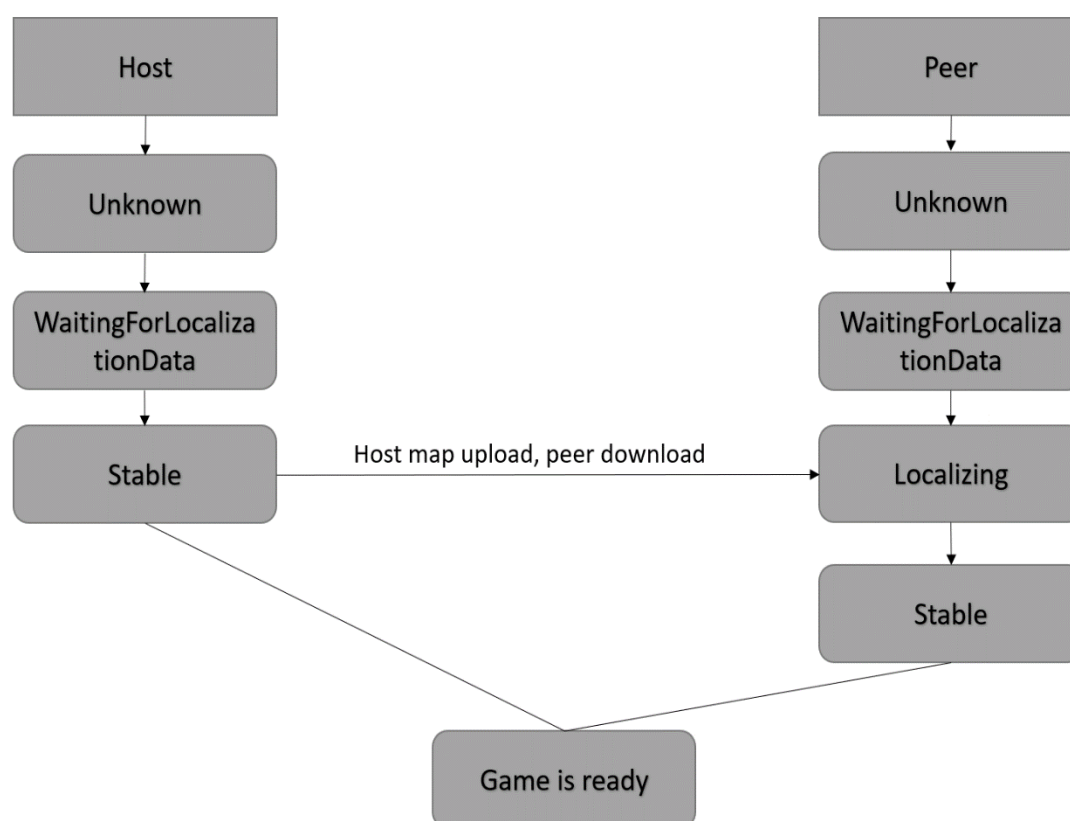 Host
Peer
Unknown
Unknown
WaitingForLocaliza
tionData
WaitingForLocaliza
tionData
Stable
Host map upload, peer download
Localizing
Stable
Game is ready